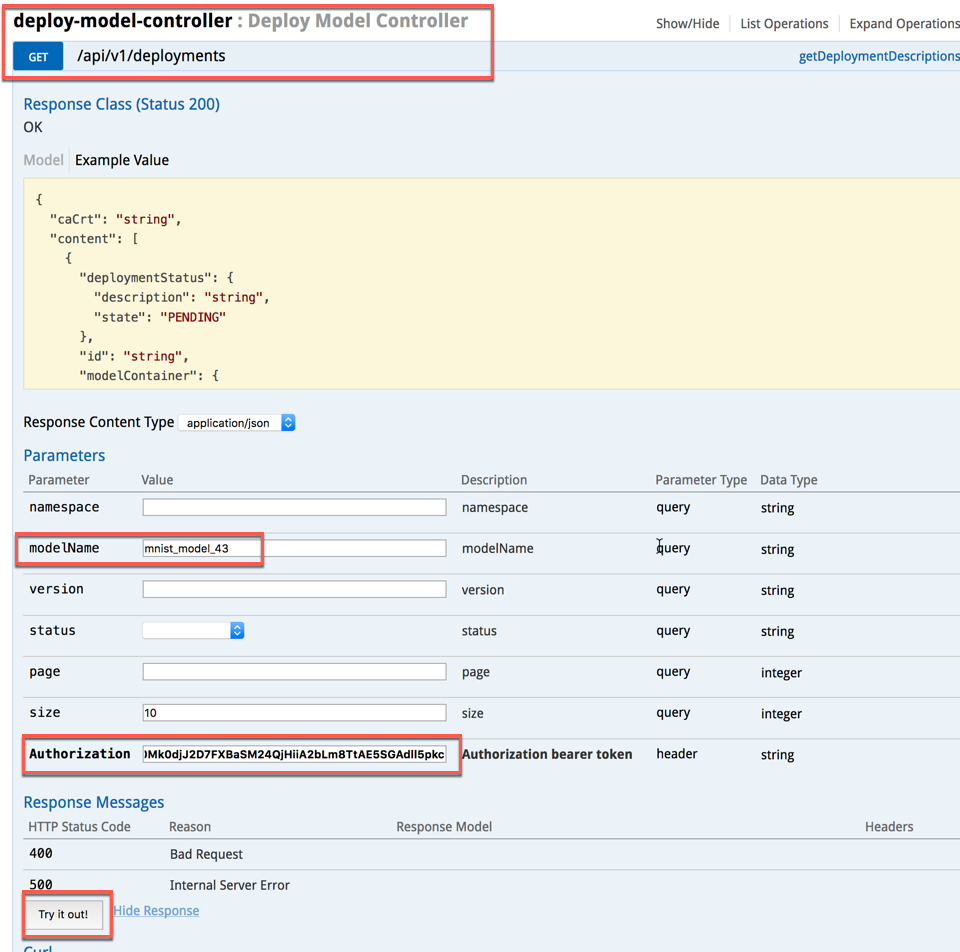 deploy-model-controller : Deploy Model Controller
Show/Hide
List Operations
Expand Operations
GET
/api/v1/deployments
getDeploymentDescriptions
Response Class (Status 200)
OK
Model
Example Value
{
"caCrt": "string",
"content": [
{
"deploymentStatus": {
"description": "string",
"state": "PENDING"
},
"id": "string",
"modelContainer": {
Response Content Type application/json
Parameters
Parameter Value Description Parameter Type Data Type
namespace namespace query string
modelName mnist_model_43 modelName query string
version version query string
status status query string
page page query integer
size 10 size query integer
Authorization )Mk0djJ2D7FXBaSM24QjHiiA2bLm8TtAE5SGAdlI5pkc Authorization bearer token header string
Response Messages
HTTP Status Code Reason Response Model Headers
400 Bad Request
500 Internal Server Error
Try it out!
Hide Response
Curl